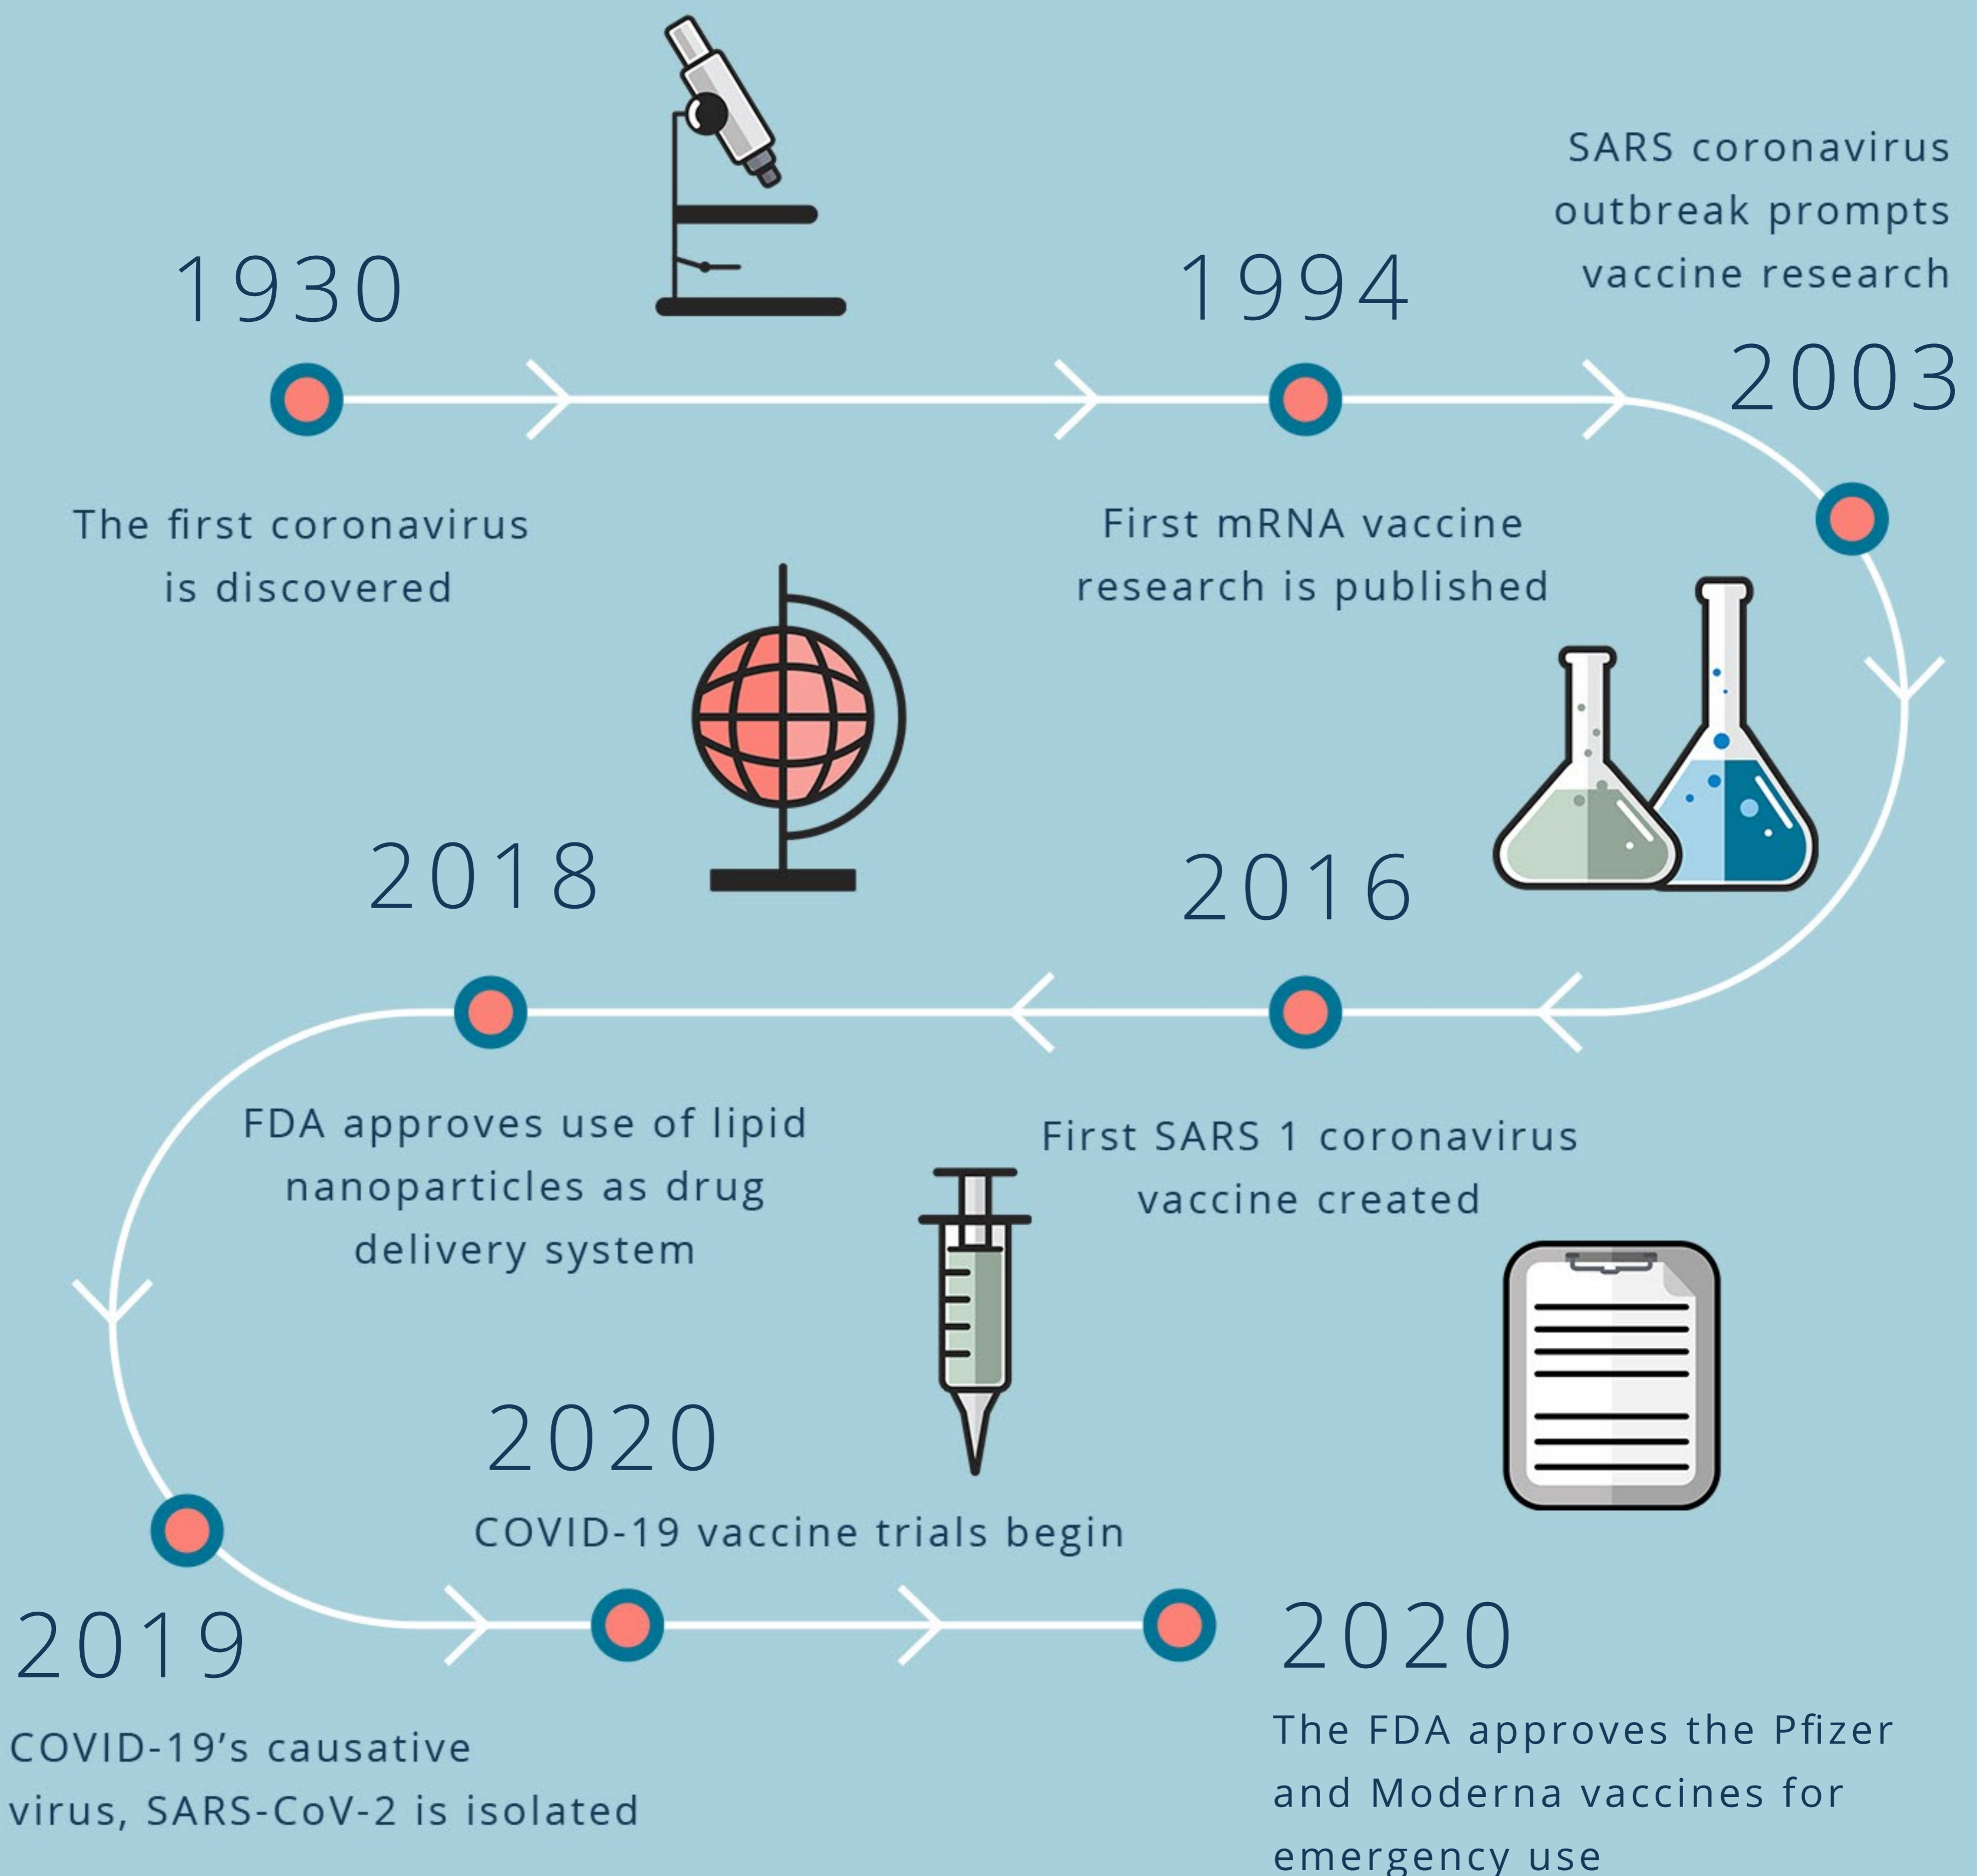 1930
The first coronavirus
is discovered
1994
First mRNA vaccine
research is published
SARS coronavirus
outbreak prompts
vaccine research
2003
2016
First SARS 1 coronavirus
vaccine created
2018
FDA approves use of lipid
nanoparticles as drug
delivery system
2019
COVID-19’s causative
virus, SARS-CoV-2 is isolated
2020
COVID-19 vaccine trials begin
2020
The FDA approves the Pfizer
and Moderna vaccines for
emergency use